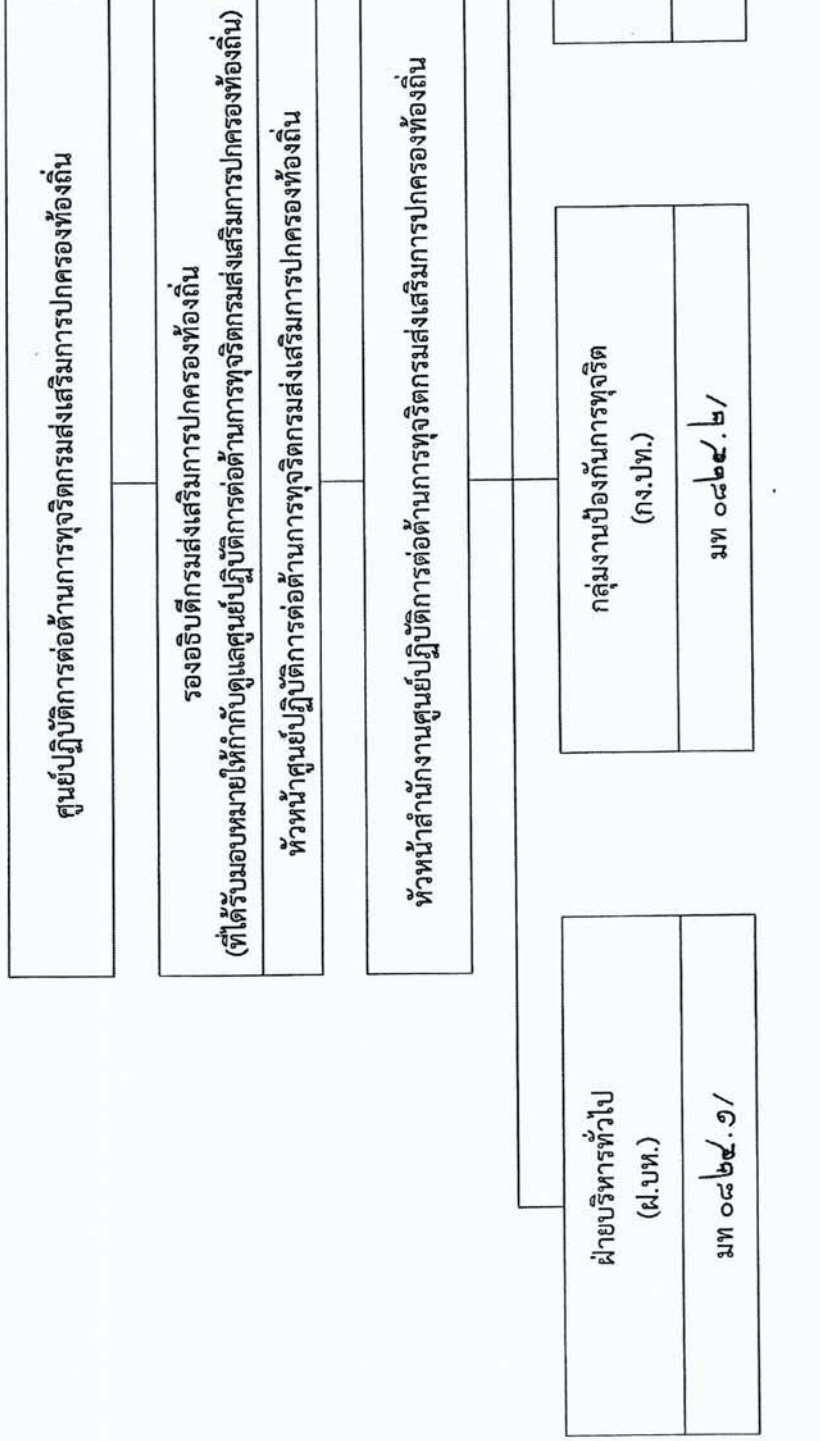 ศูนย์ปฏิบัติการต่อต้านการทุจริตกรมส่งเสริมการปกครองท้องถิ่น
รองอธิบดีกรมส่งเสริมการปกครองท้องถิ่น
(ที่ได้รับมอบหมายให้กำกับดูแลศูนย์ปฏิบัติการต่อต้านการทุจริตกรมส่งเสริมการปกครองท้องถิ่น)
หัวหน้าศูนย์ปฏิบัติการต่อต้านการทุจริตกรมส่งเสริมการปกครองท้องถิ่น
หัวหน้าสำนักงานศูนย์ปฏิบัติการต่อต้านการทุจริตกรมส่งเสริมการปกครองท้องถิ่น
ฝ่ายบริหารทั่วไป
(ฝ.บห.)
มท ๐๘๒๔.๑/
กลุ่มงานป้องกันการทุจริต
(กง.ปท.)
มท ๐๘๒๔.๒/